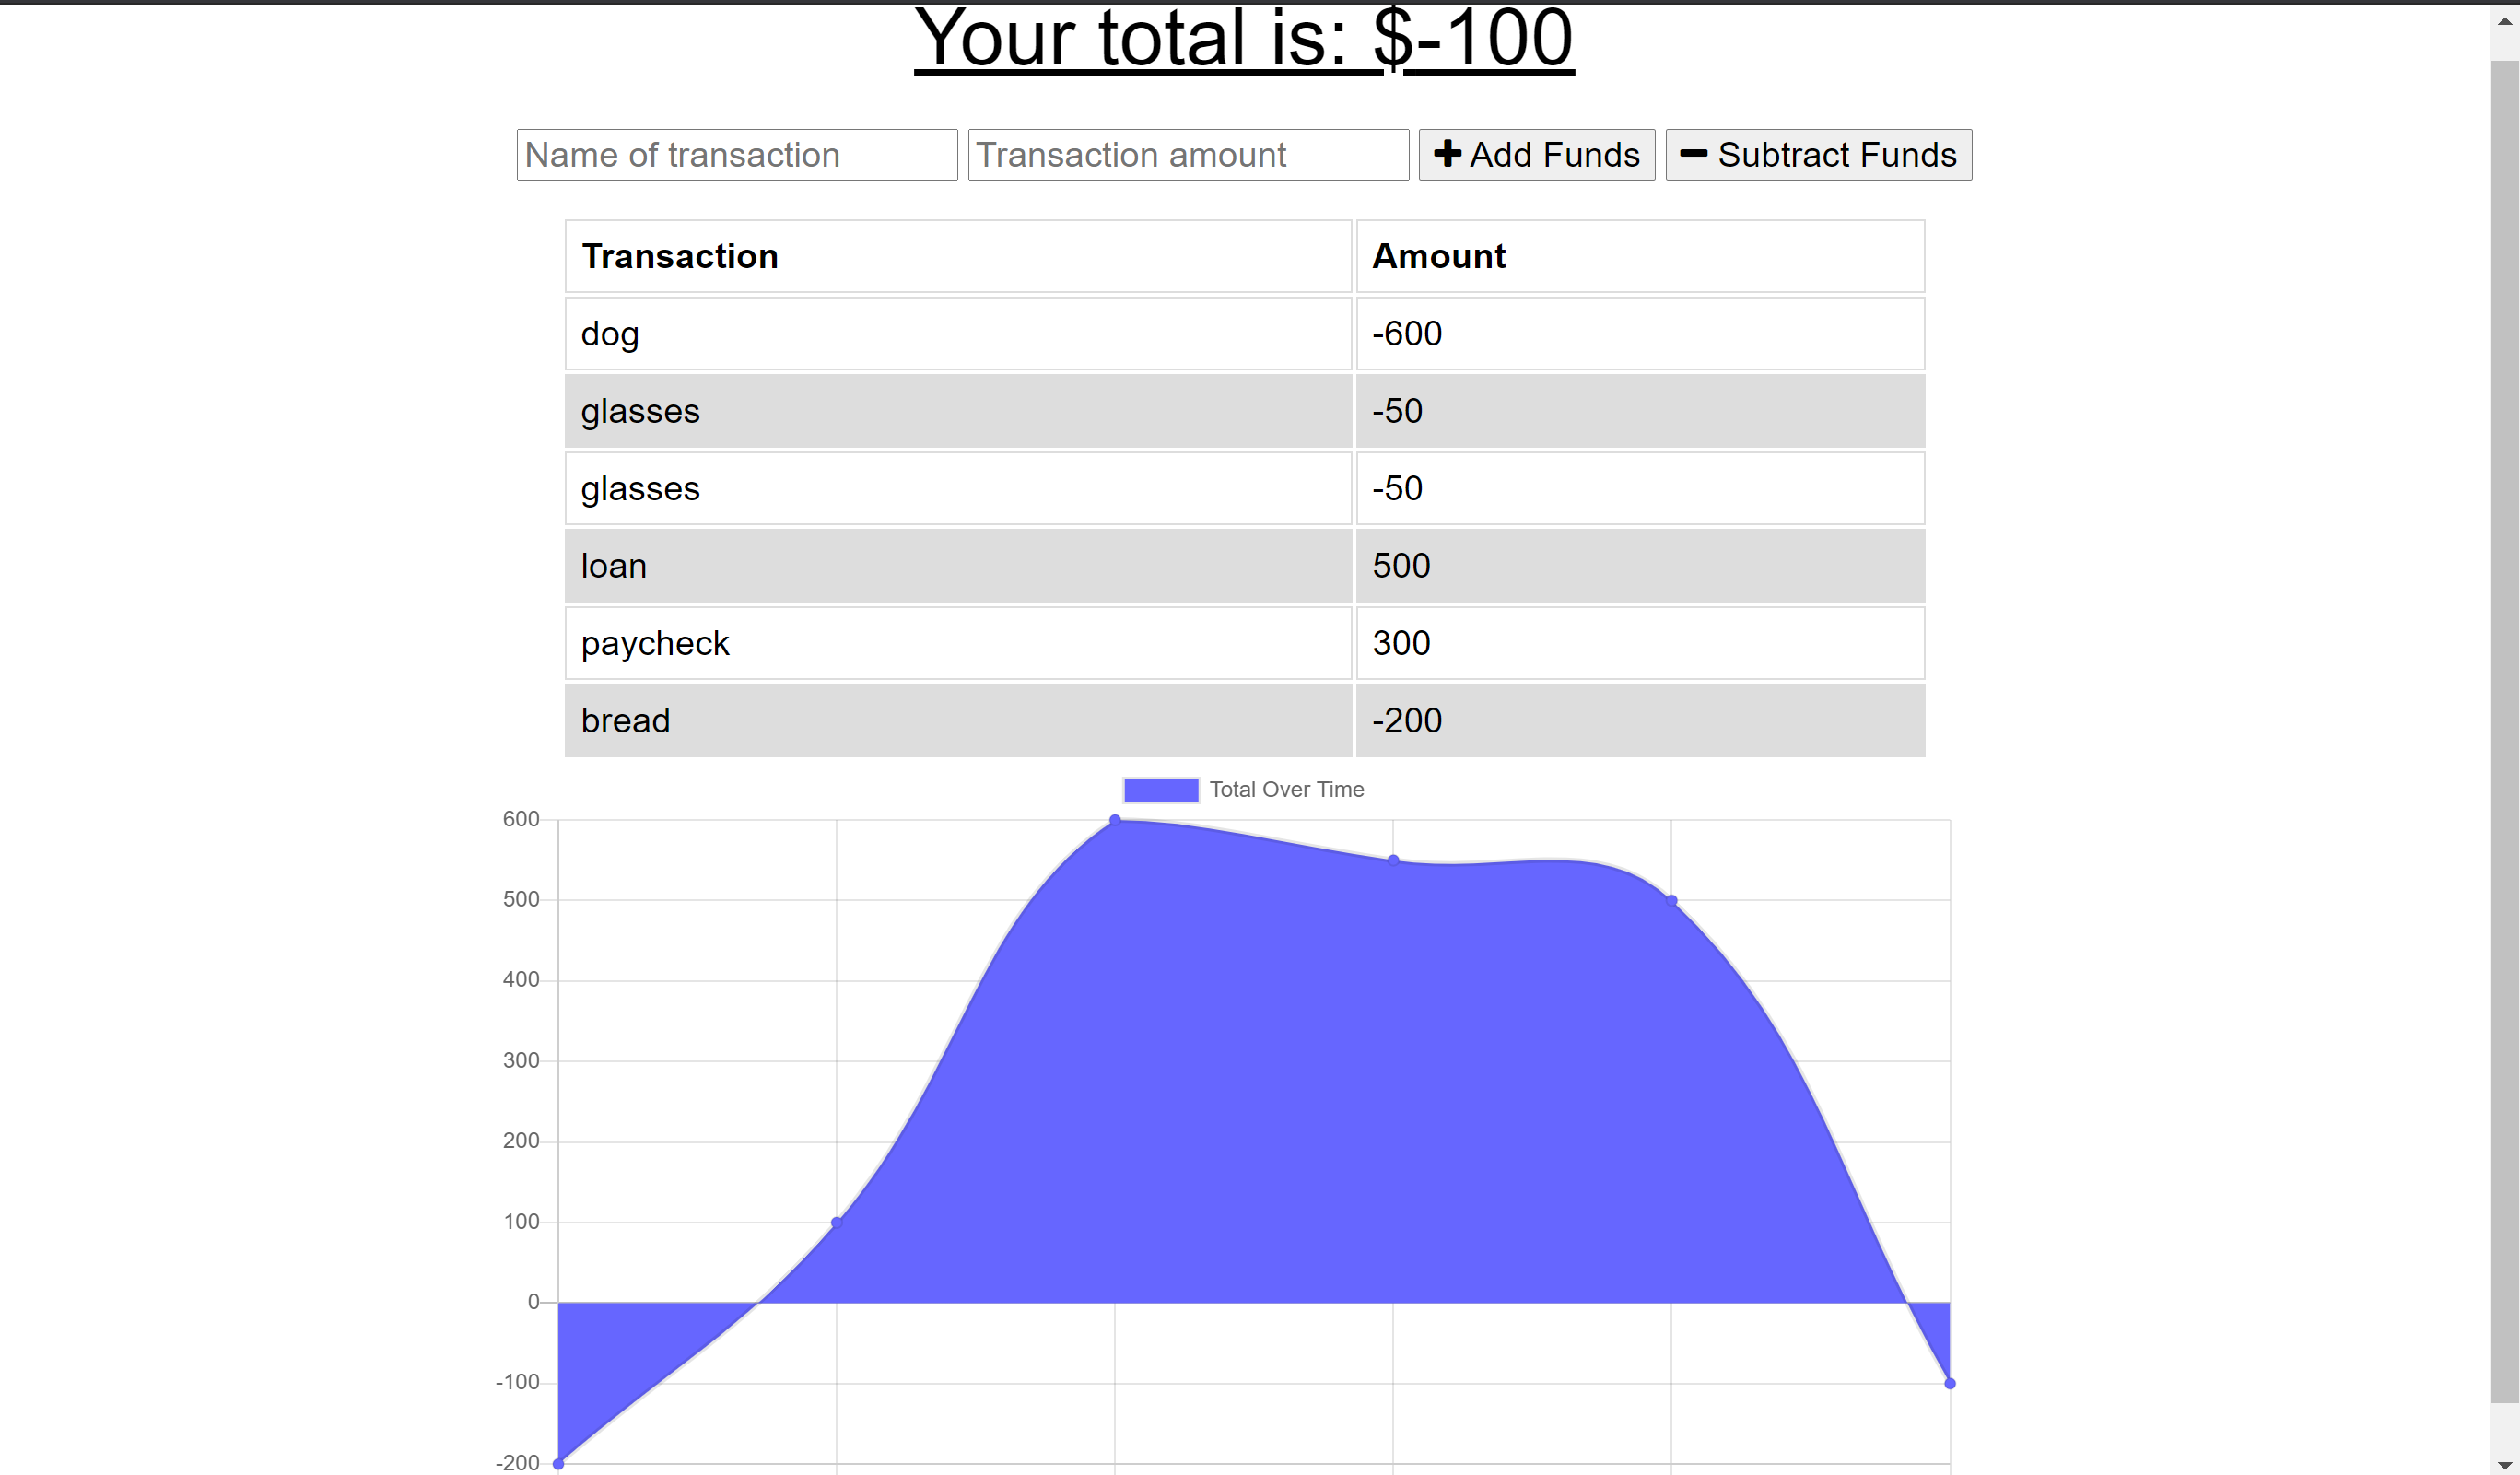 Your total is: $-100
Name of transaction Transaction amount Add Funds Subtract Funds
Transaction Amount
dog -600
glasses -50
glasses -50
loan 500
paycheck 300
bread -200
Total Over Time
600
500
400
300
200
100
0
-100
-200